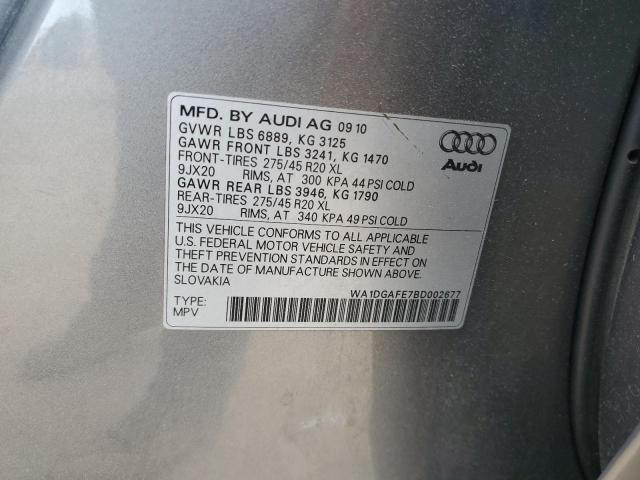 MFD. BY AUDI AG 09 10
GVWR LBS 6889, KG 3125
GAWR FRONT LBS 3241, KG 1470
FRONT-TIRES 275/45 R20 XL
9JX20 RIMS, AT 300 KPA 44 PSI COLD
GAWR REAR LBS 3946, KG 1790
REAR-TIRES 275/45 R20 XL
9JX20 RIMS, AT 340 KPA 49 PSI COLD
Audi
THIS VEHICLE CONFORMS TO ALL APPLICABLE
U.S. FEDERAL MOTOR VEHICLE SAFETY AND
THEFT PREVENTION STANDARDS IN EFFECT ON
THE DATE OF MANUFACTURE SHOWN ABOVE.
SLOVAKIA
WA1DGAFE7BD002677
TYPE:
MPV